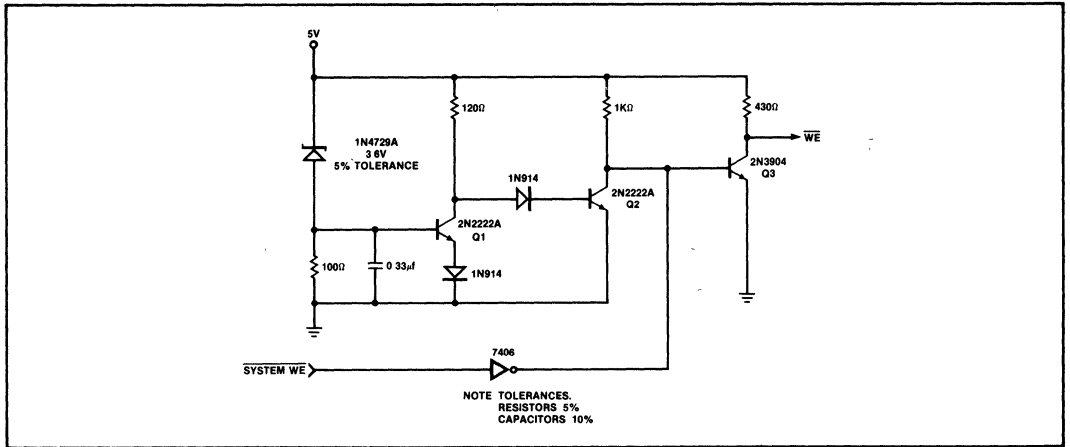 5V
120Ω
1KΩ
430Ω
1N4729A
3 6V
5% TOLERANCE
WE
2N3904
Q3
1N914
2N2222A
Q2
2N2222A
Q1
100Ω
0 33µf
1N914
7406
SYSTEM WE
NOTE TOLERANCES.
RESISTORS 5%
CAPACITORS 10%